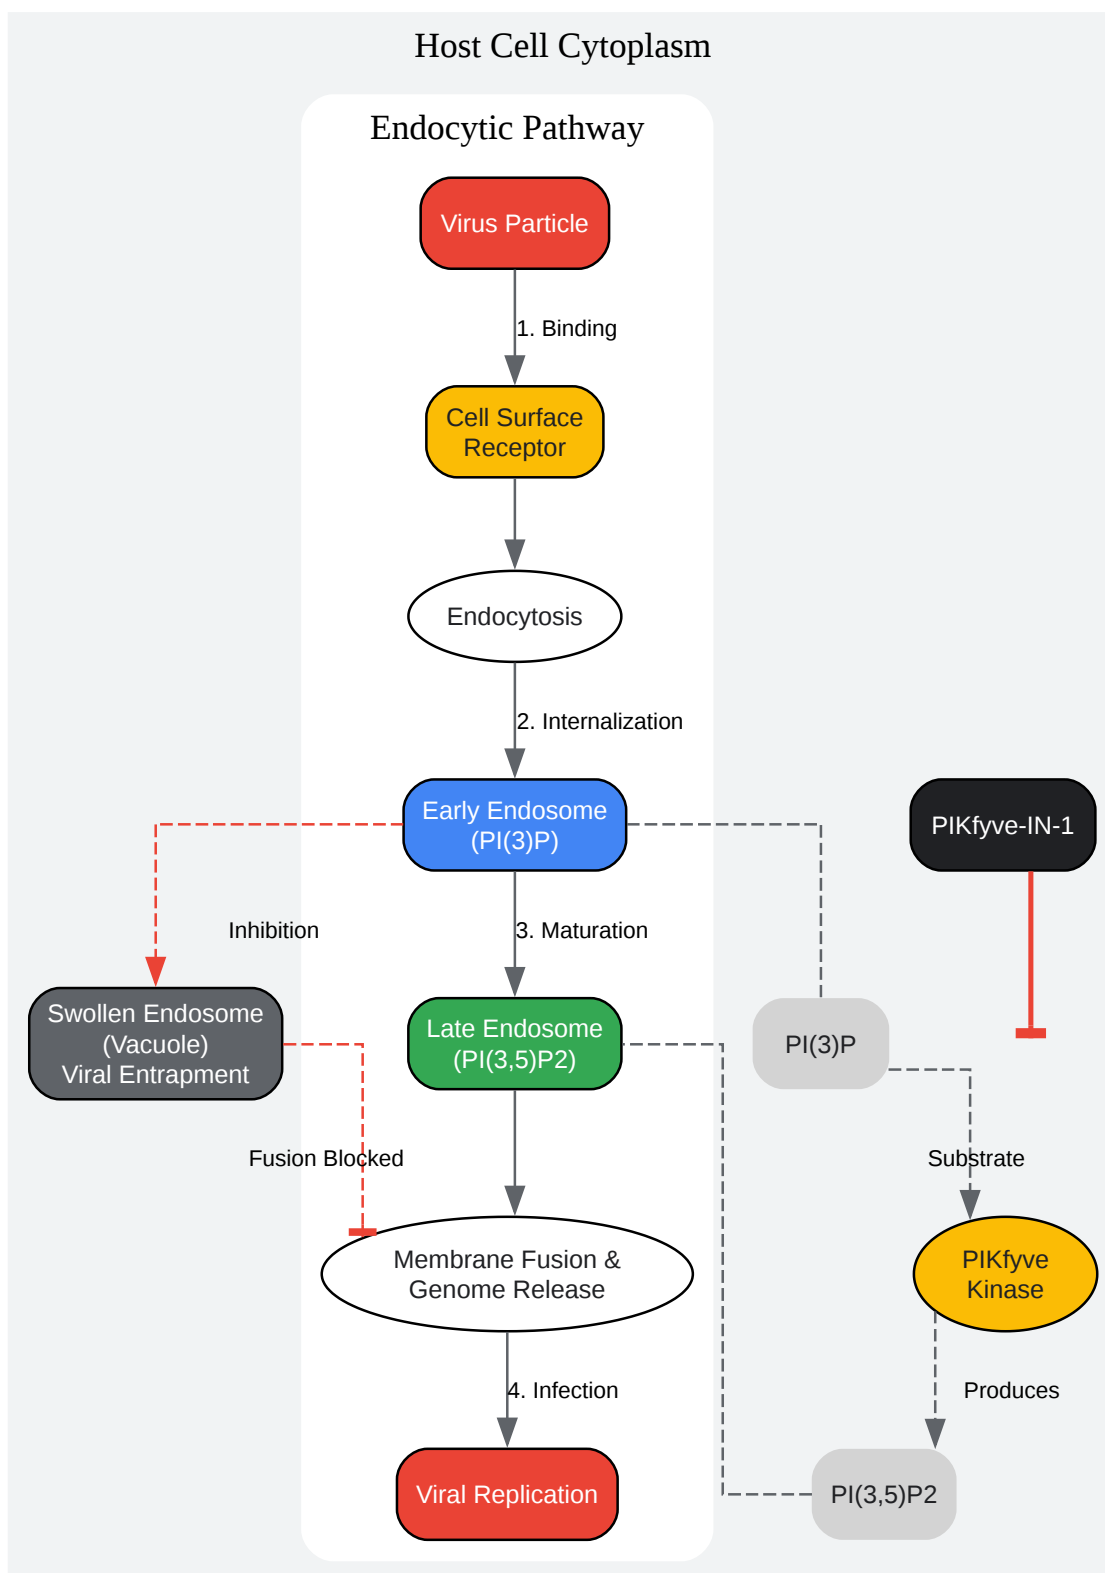 Host Cell Cytoplasm
Endocytic Pathway
Virus Particle
1. Binding
Cell Surface
Receptor
Endocytosis
2. Internalization
Early Endosome
(PI(3)P)
PIKfyve-IN-1
Inhibition
3. Maturation
Swollen Endosome
(Vacuole)
Viral Entrapment
Late Endosome
(PI(3,5)P2)
PI(3)P
Fusion Blocked
Substrate
Membrane Fusion &
Genome Release
PIKfyve
Kinase
4. Infection
Produces
Viral Replication
PI(3,5)P2